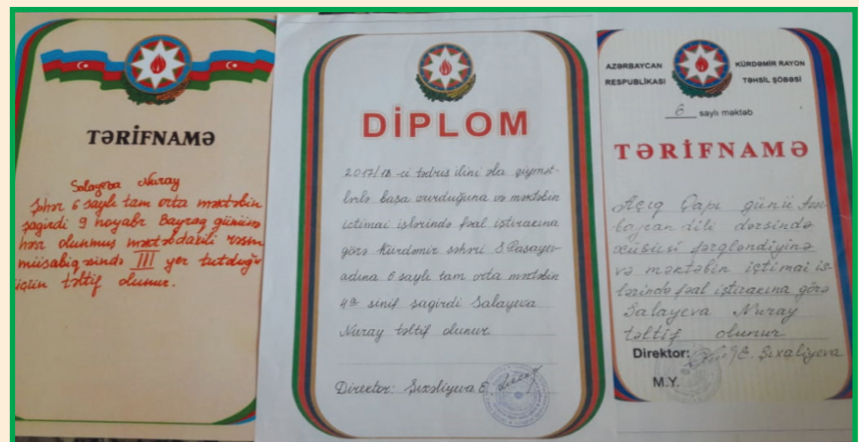 TƏRİFNAMƏ
Salayeva Nuray
Şəhər 6 saylı tam orta məktəbin
şagirdi 9 noyabr Bayraq gününə
həsr olunmuş məktəbdaxili rəsm
müsabiqəsində III yer tutduğu
üçün təltif olunur.
DİPLOM
2017/18-ci tədris ilini əla qiymət-
lərlə başa vurduğuna və məktəbin
ictimai işlərində fəal iştirakına
görə Kürdəmir şəhəri Ş.Paşayev
adına 6 saylı tam orta məktəbin
4ª sinif şagirdi Salayeva
Nuray təltif olunur
Direktor: Şıxəliyeva E.
AZƏRBAYCAN
RESPUBLİKASI
KÜRDƏMİR RAYON
TƏHSİL ŞÖBƏSİ
6 saylı məktəb
TƏRİFNAMƏ
Açıq Qapı günü Azər-
baycan dili dərsində
xüsusi fərqləndiyinə
və məktəbin içtimai iş-
lərində fəal iştirakına görə
Salayeva Nuray
təltif olunur
Direktor: E. Şıxəliyeva
M.Y.